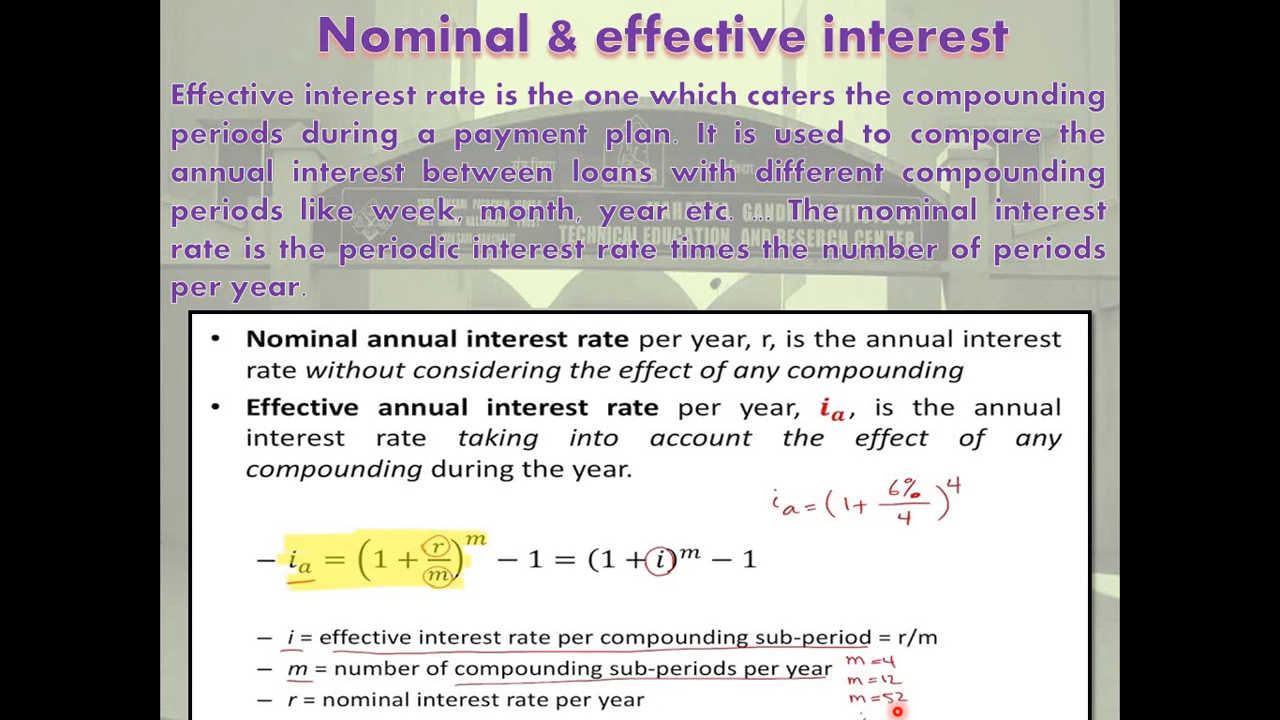 Nominal & effective interest
Effective interest rate is the one which caters the compounding
periods during a payment plan. It is used to compare the
annual interest between loans with different compounding
periods like week, month, year etc. ... The nominal interest
rate is the periodic interest rate times the number of periods
per year.
TECHNICAL EDUCATION AND RESERCH CENTER
• Nominal annual interest rate per year, r, is the annual interest
rate without considering the effect of any compounding
• Effective annual interest rate per year, iₐ, is the annual
interest rate taking into account the effect of any
compounding during the year.
iₐ = (1 + 6%/4)⁴
– iₐ = (1 + r/m)ᵐ – 1 = (1 + i)ᵐ – 1
– i = effective interest rate per compounding sub-period = r/m
– m = number of compounding sub-periods per year
m=4
m=12
m=52
– r = nominal interest rate per year